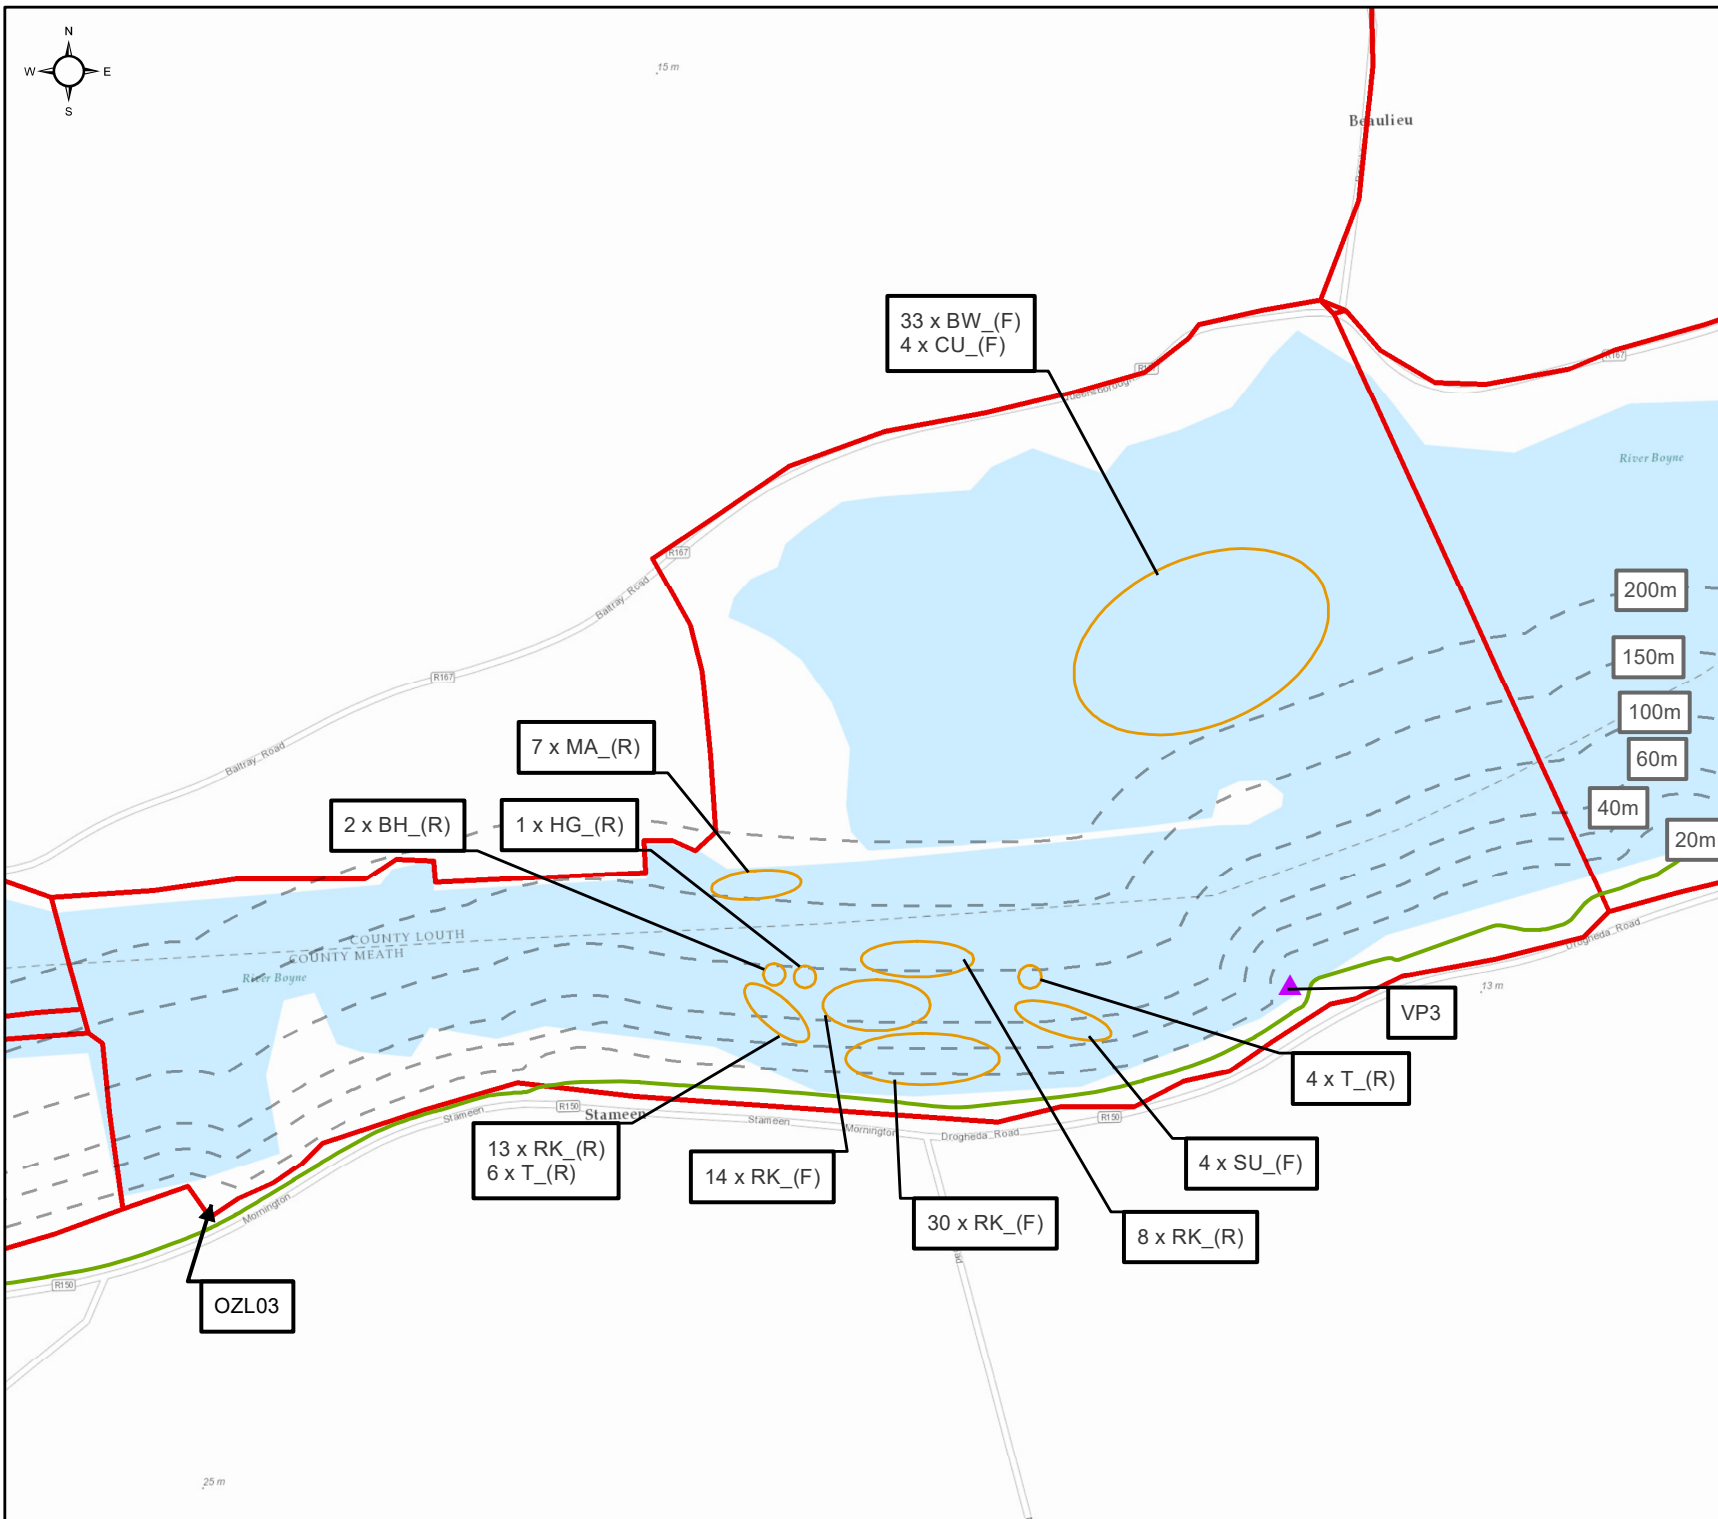 N
W E
S
15 m
Beaulieu
33 x BW_(F)
4 x CU_(F)
R167
R167
River Boyne
R167
Baltray Road
200m
150m
R167
100m
7 x MA_(R)
Baltray Road
60m
2 x BH_(R)
1 x HG_(R)
40m
20m
COUNTY LOUTH
COUNTY MEATH
River Boyne
Drogheda Road
13 m
VP3
4 x T_(R)
R150
Stameen
Stameen
Stameen
Mornington
Drogheda Road
R150
13 x RK_(R)
6 x T_(R)
14 x RK_(F)
4 x SU_(F)
30 x RK_(F)
8 x RK_(R)
Mornington
R150
OZL03
25 m